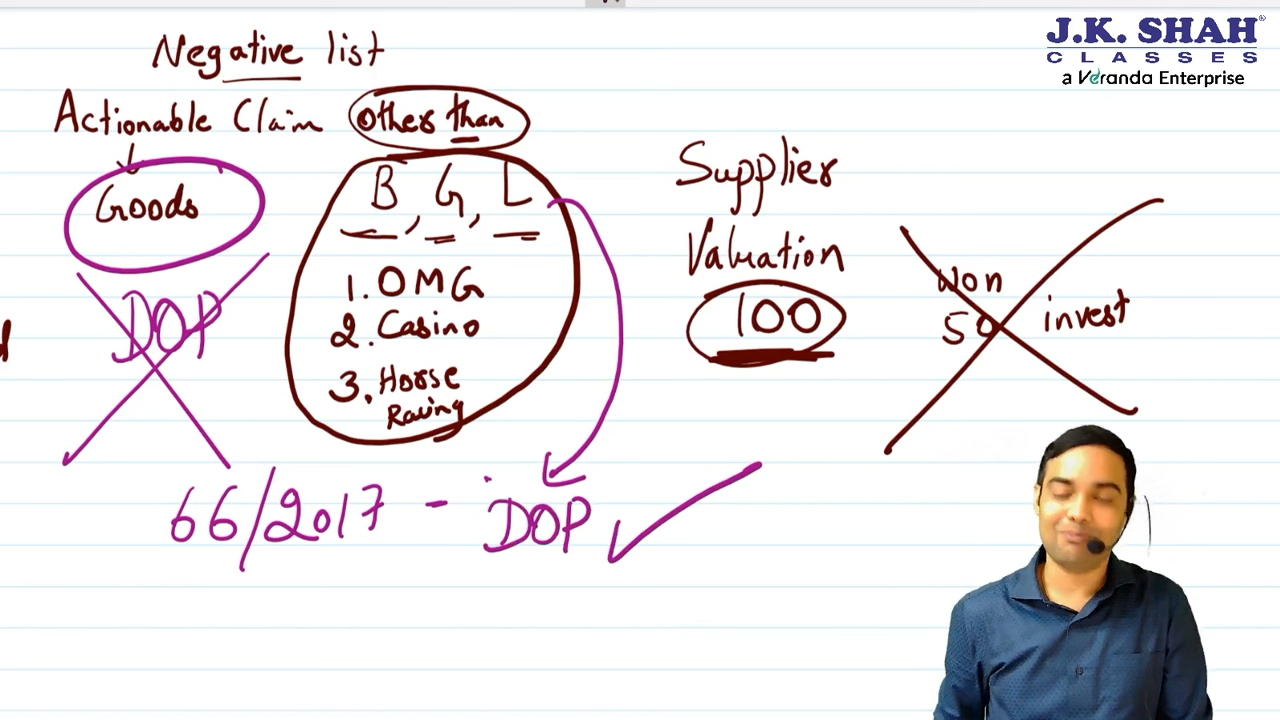 J.K. SHAH®
CLASSES
a Veranda Enterprise
Negative list
Actionable Claim other than
Goods
DOP
B, G, L
1. OMG
2. Casino
3. Horse
Racing
Supplier
Valuation
100
won
50
invest
66/2017 - DOP